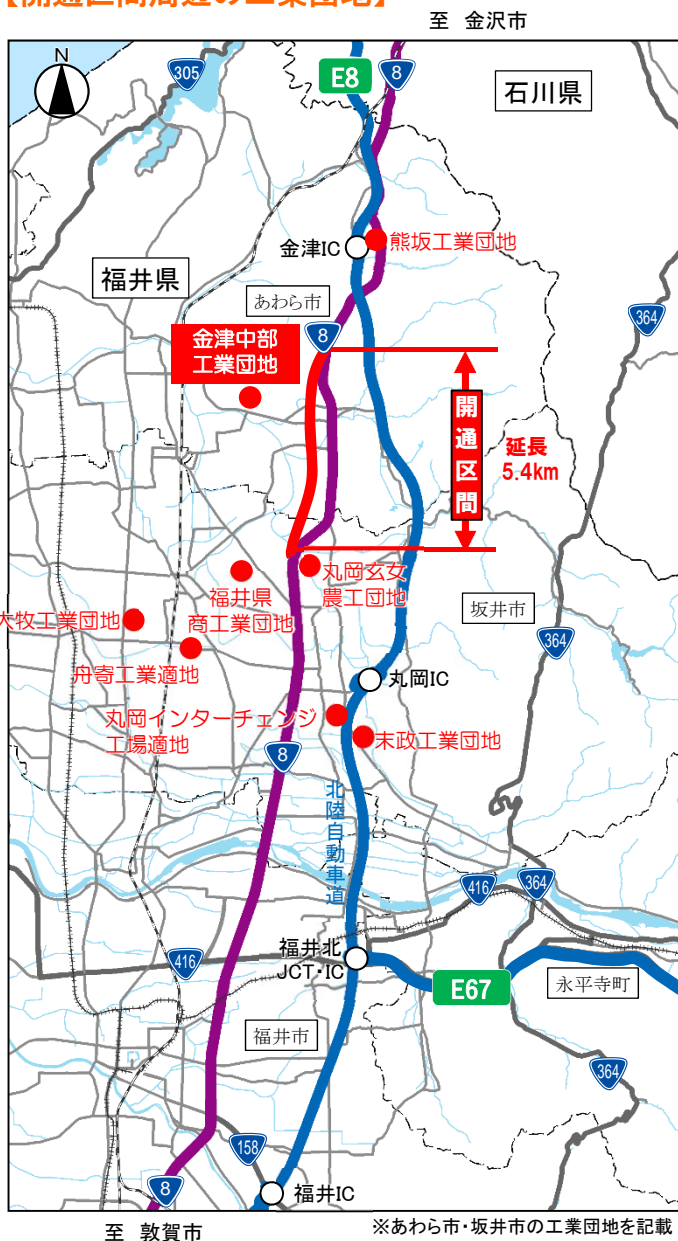 【開通区間周辺の工業団地】
至 金沢市
N
305
E8
8
石川県
金津IC
熊坂工業団地
福井県
あわら市
364
8
金津中部
工業団地
開通区間
延長
5.4km
丸岡玄女
農工団地
福井県
商工業団地
坂井市
大牧工業団地
364
舟寄工業適地
丸岡IC
丸岡インターチェンジ
工場適地
末政工業団地
8
北陸自動車道
416
364
福井北
JCT・IC
416
E67
永平寺町
福井市
364
158
8
福井IC
至 敦賀市
※あわら市・坂井市の工業団地を記載